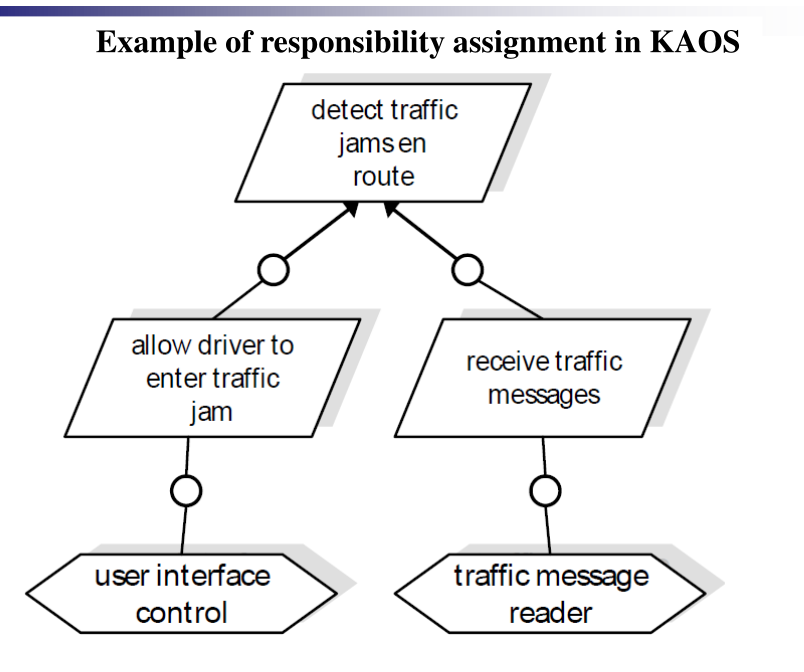 Example of responsibility assignment in KAOS
detect traffic
jams en
route
allow driver to
enter traffic
jam
receive traffic
messages
user interface
control
traffic message
reader